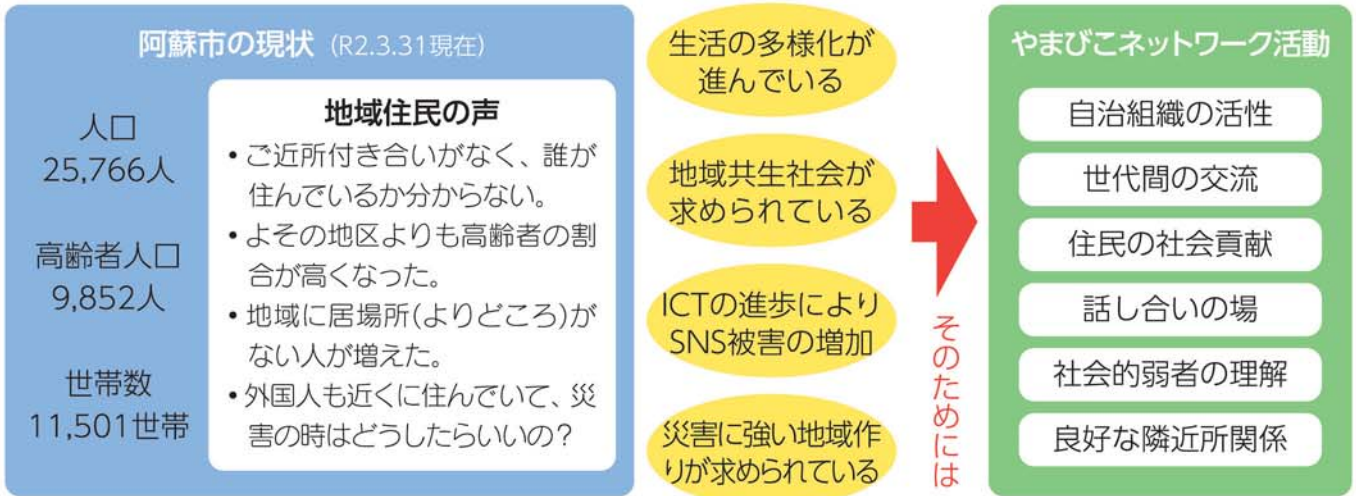 阿蘇市の現状 (R2.3.31現在)
人口
25,766人
高齢者人口
9,852人
世帯数
11,501世帯
地域住民の声
• ご近所付き合いがなく、誰が
住んでいるか分からない。
• よその地区よりも高齢者の割
合が高くなった。
• 地域に居場所(よりどころ)が
ない人が増えた。
• 外国人も近くに住んでいて、災
害の時はどうしたらいいの？
生活の多様化が
進んでいる
地域共生社会が
求められている
ICTの進歩により
SNS被害の増加
災害に強い地域作
りが求められている
そのためには
やまびこネットワーク活動
自治組織の活性
世代間の交流
住民の社会貢献
話し合いの場
社会的弱者の理解
良好な隣近所関係